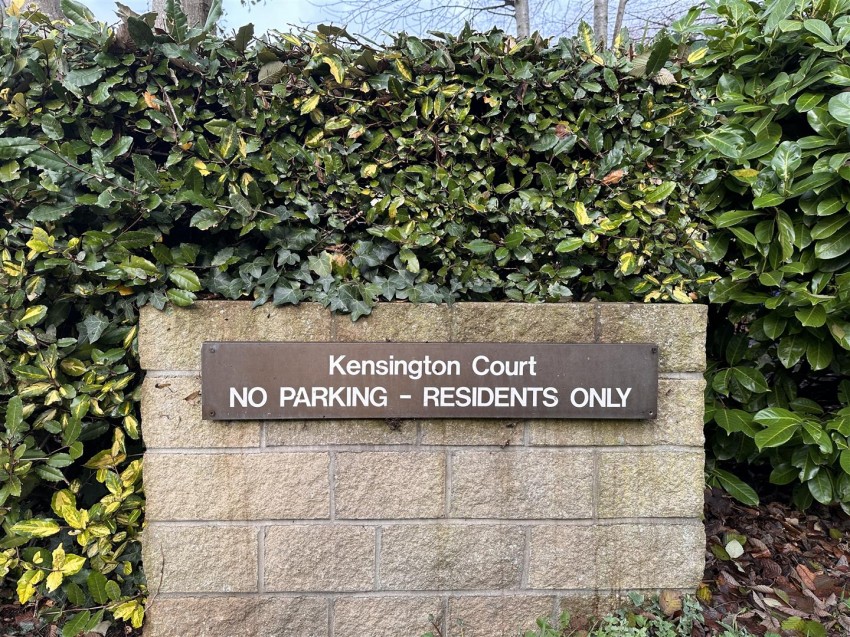 Kensington Court
NO PARKING - RESIDENTS ONLY